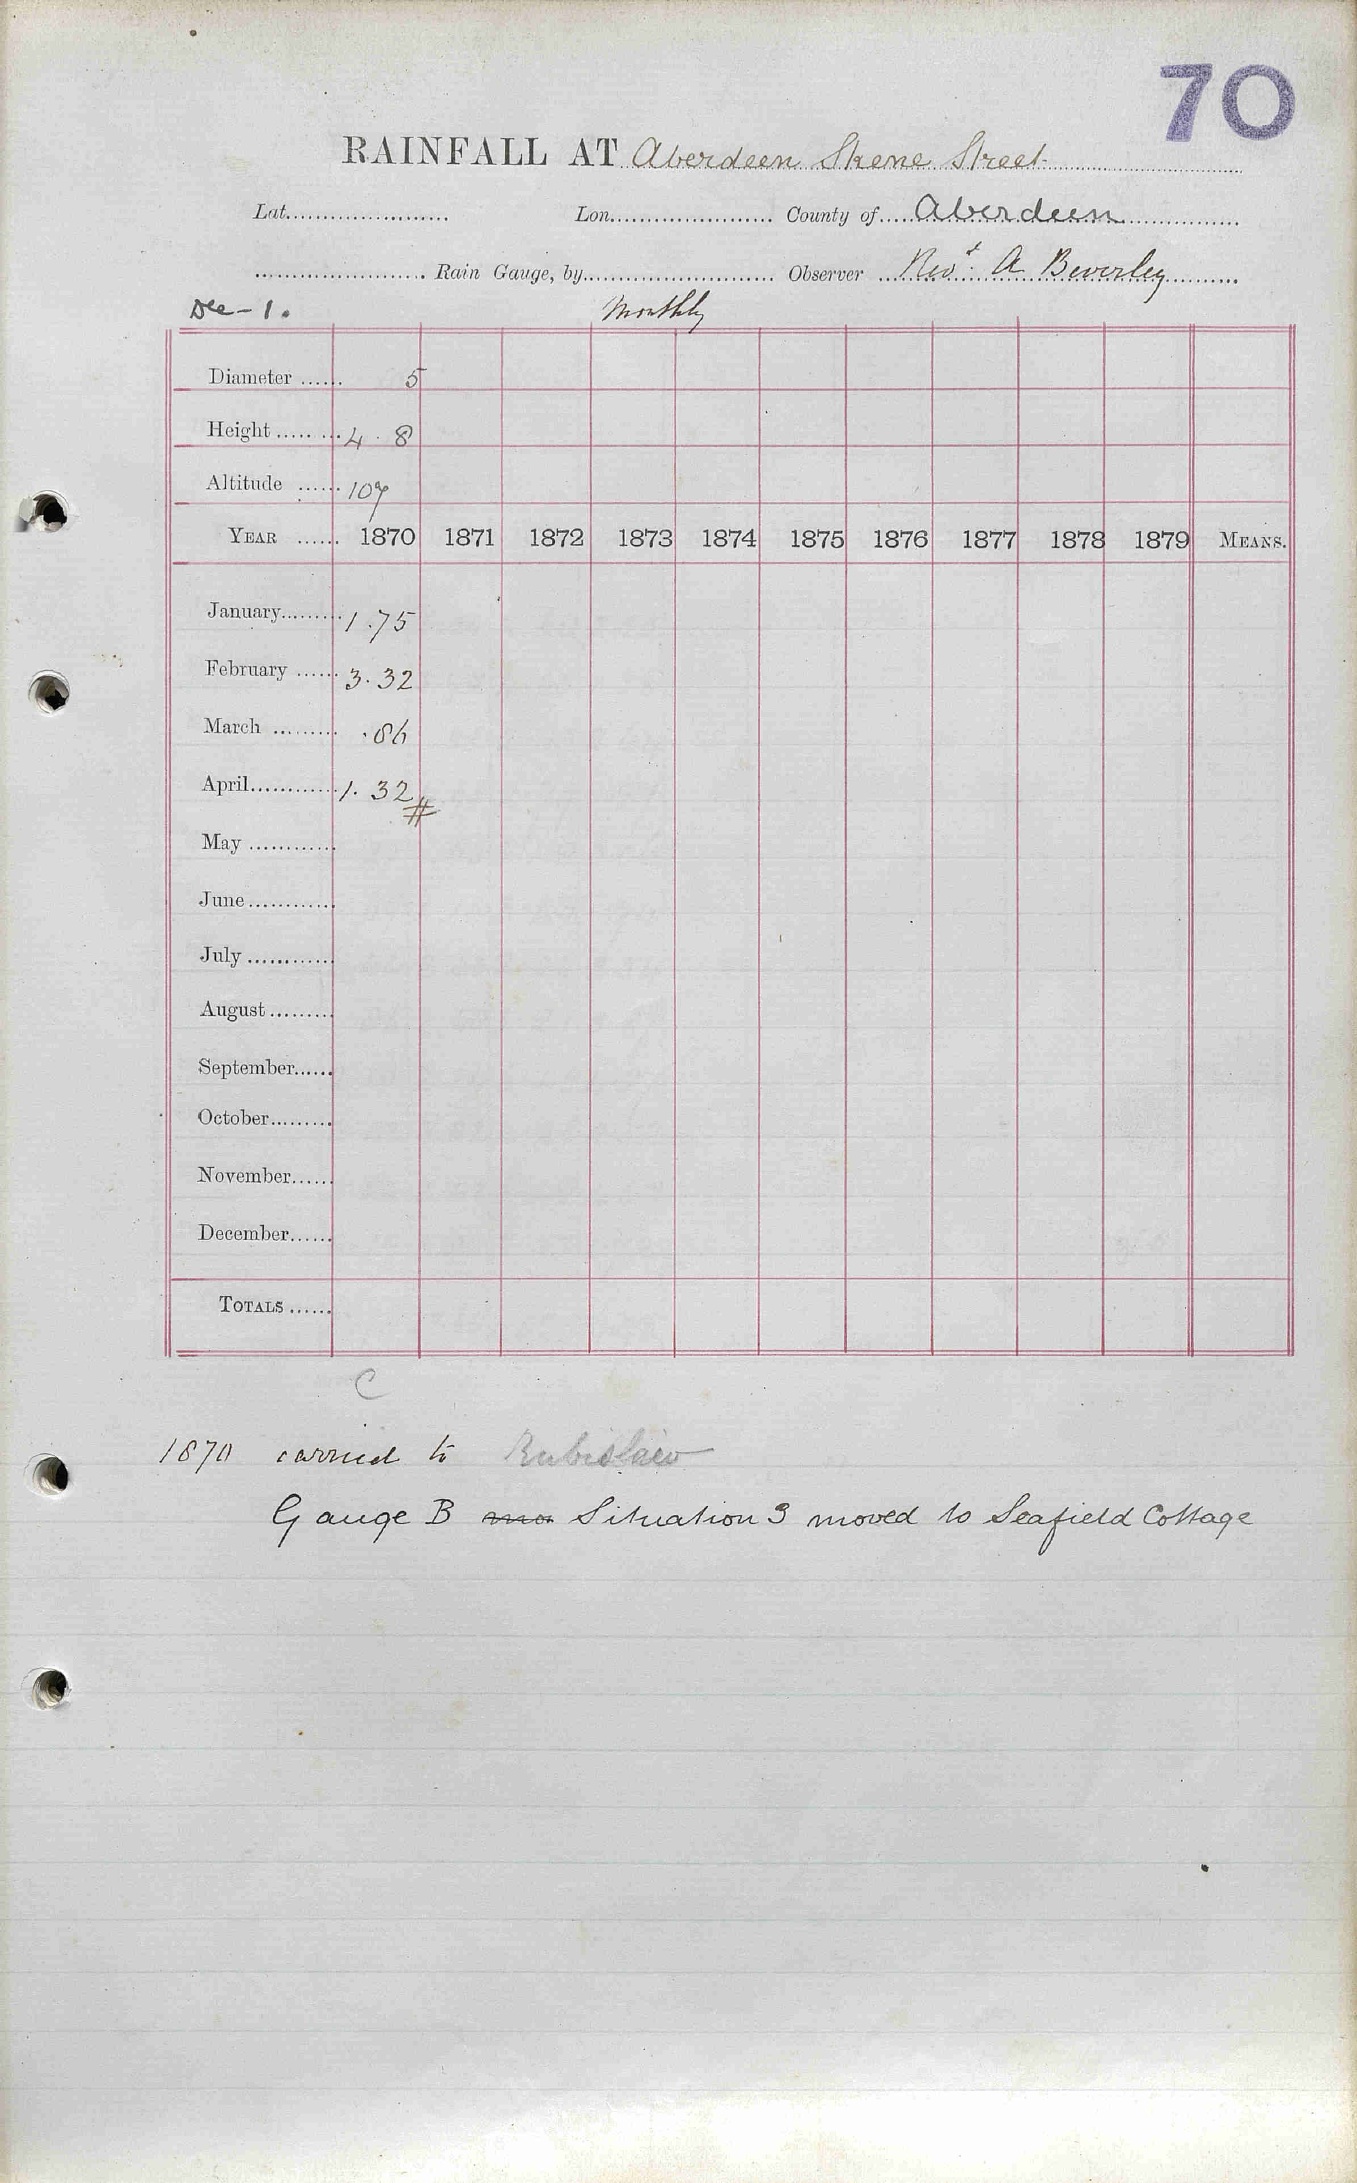 70
RAINFALL AT Aberdeen Skene Street
Lat...................... Lon...................... County of.... Aberdeen
....................... Rain Gauge, by.......................... Observer ... Revd. A Beverley
Dee - 1. Monthly
Diameter ...... 5
Height ........ 4 . 8
Altitude ...... 107
YEAR ...... 1870 1871 1872 1873 1874 1875 1876 1877 1878 1879 MEANS.
January......... 1.75
February ...... 3.32
March ......... .86
April............ 1.32 #
May ............
June............
July ............
August.........
September......
October.........
November......
December......
TOTALS ......
C
1870 carried to Rubislaw
Gauge B Situation 3 moved to Seafield Cottage